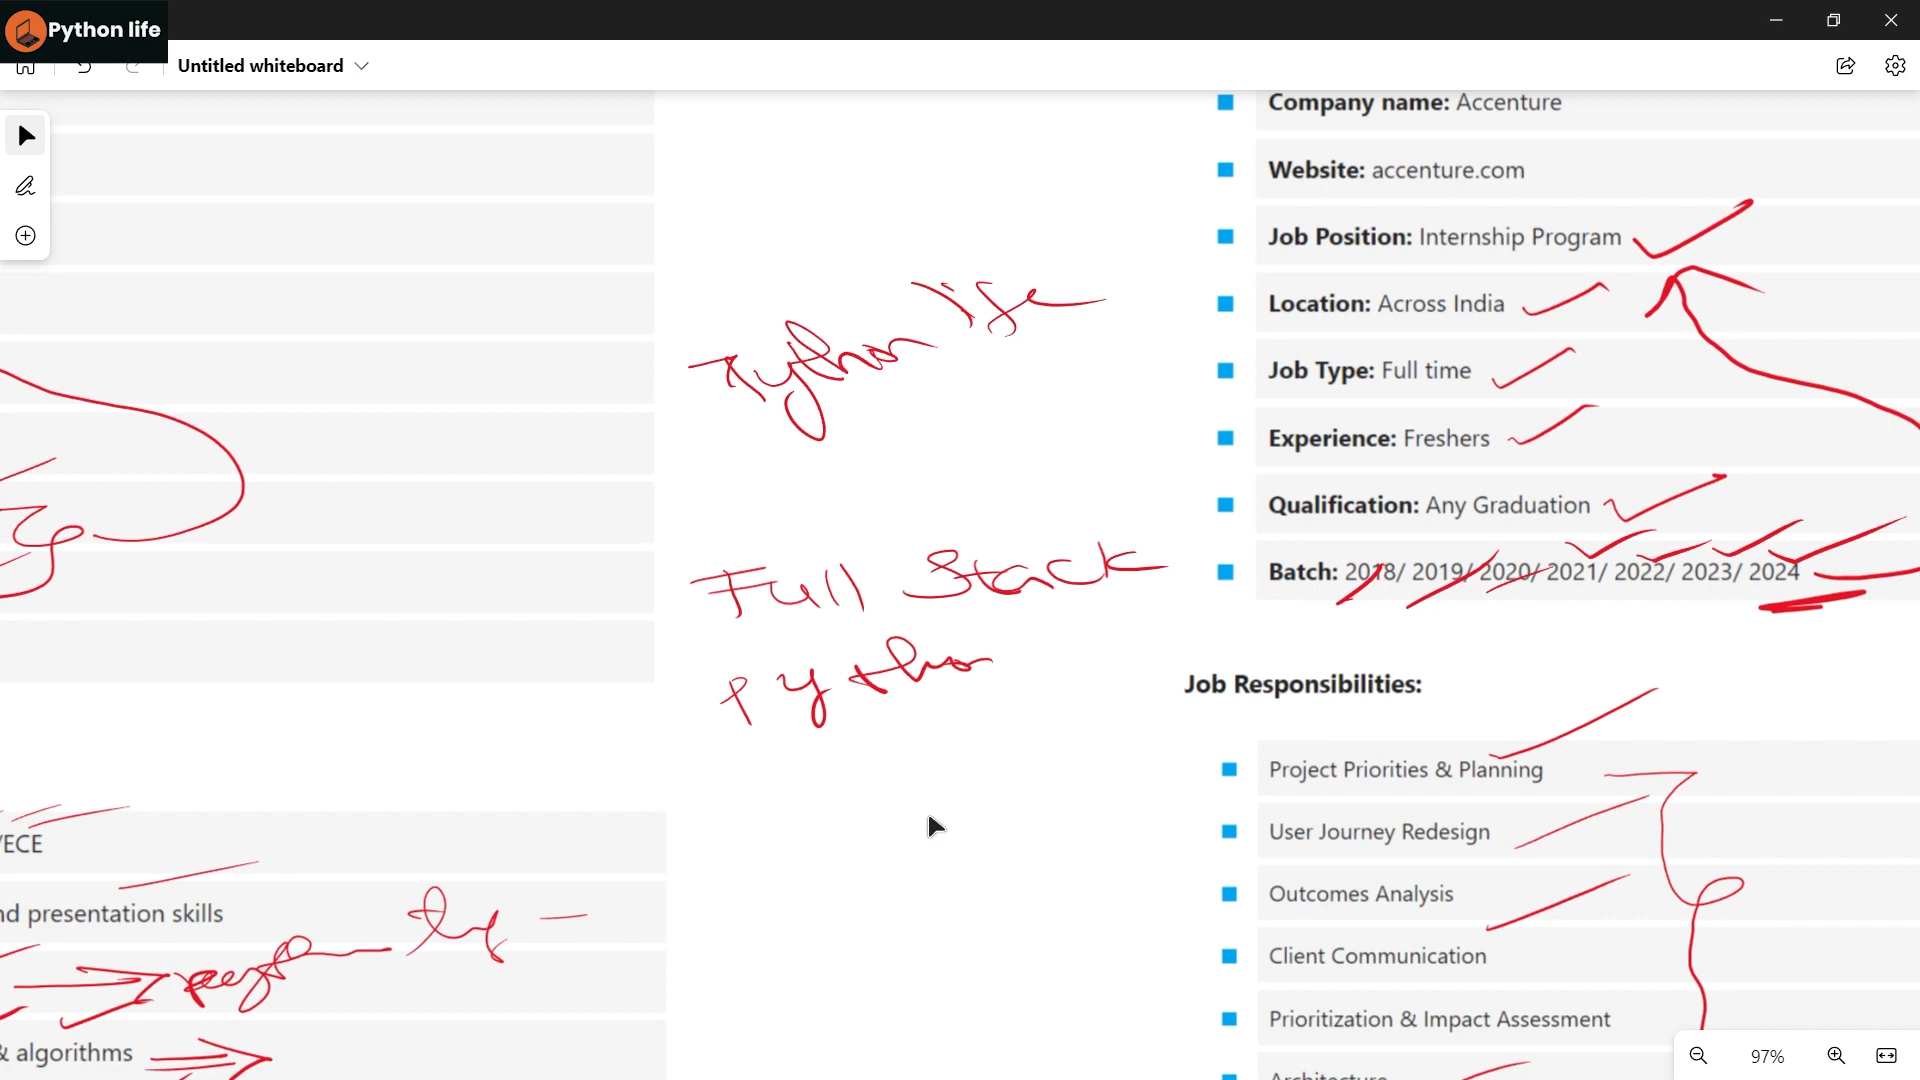 Python life
Untitled whiteboard
Company name: Accenture
Website: accenture.com
Job Position: Internship Program
Location: Across India
Job Type: Full time
Experience: Freshers
Qualification: Any Graduation
Batch: 2018/ 2019/ 2020/ 2021/ 2022/ 2023/ 2024
Python life
Full Stack
Python
Job Responsibilities:
Project Priorities & Planning
User Journey Redesign
Outcomes Analysis
Client Communication
Prioritization & Impact Assessment
Architecture
/ECE
nd presentation skills
& algorithms
97%